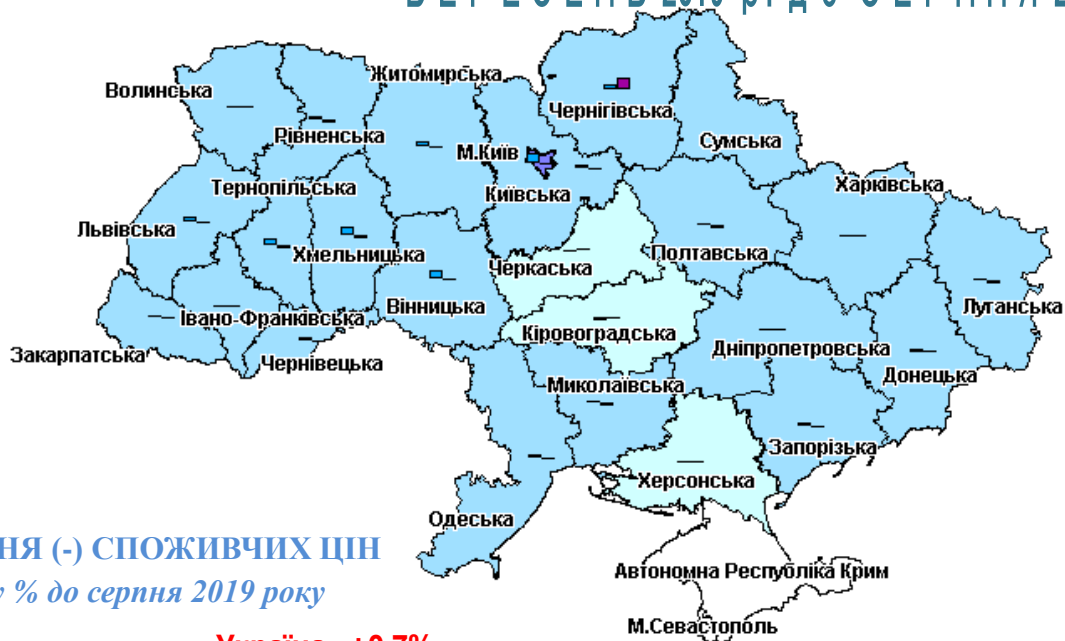 Житомирська
Волинська
Чернігівська
Рівненська
Сумська
М.Київ
Харківська
Тернопільська
Київська
Львівська
Хмельницька
Полтавська
Черкаська
Вінницька
Луганська
Івано-Франківська
Кіровоградська
Дніпропетровська
Закарпатська
Чернівецька
Донецька
Миколаївська
Запорізька
Херсонська
Одеська
НЯ (-) СПОЖИВЧИХ ЦІН
у % до серпня 2019 року
Автономна Республіка Крим
М.Севастополь